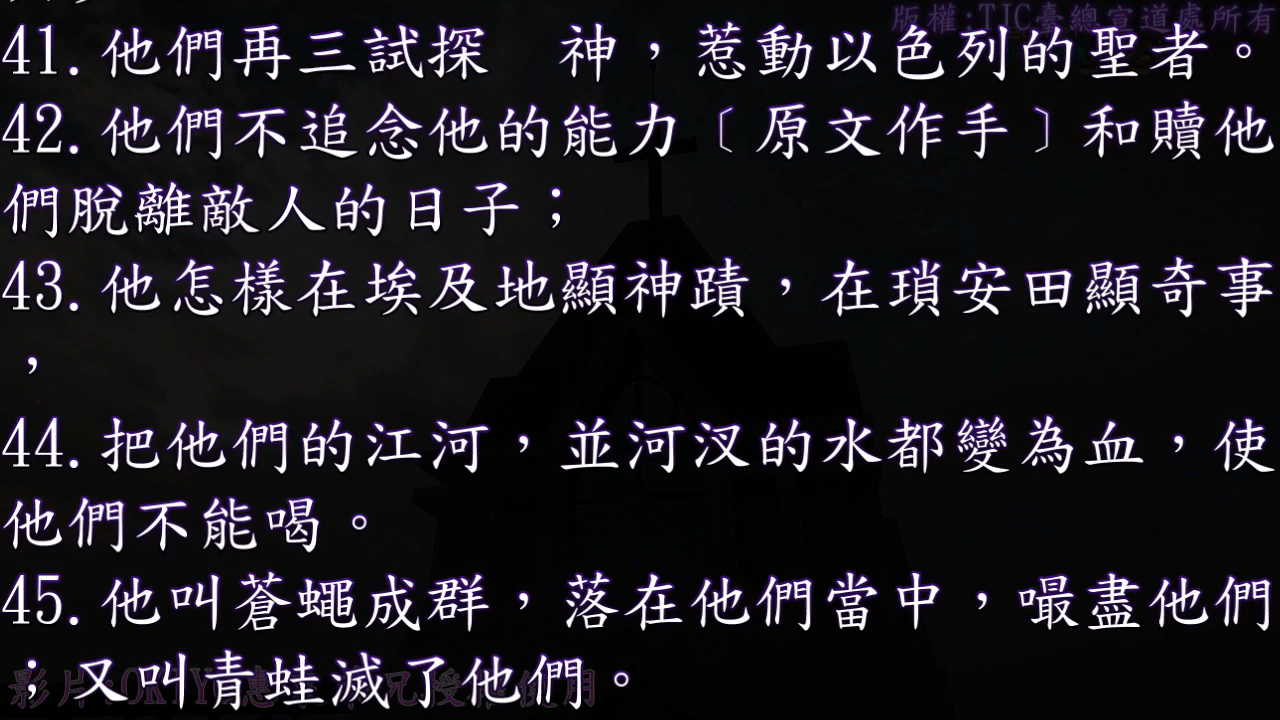 版權:TJC臺總宣道處所有
41.他們再三試探　神，惹動以色列的聖者。
42.他們不追念他的能力﹝原文作手﹞和贖他
們脫離敵人的日子；
43.他怎樣在埃及地顯神蹟，在瑣安田顯奇事
，
44.把他們的江河，並河汊的水都變為血，使
他們不能喝。
45.他叫蒼蠅成群，落在他們當中，嘬盡他們
；又叫青蛙滅了他們。